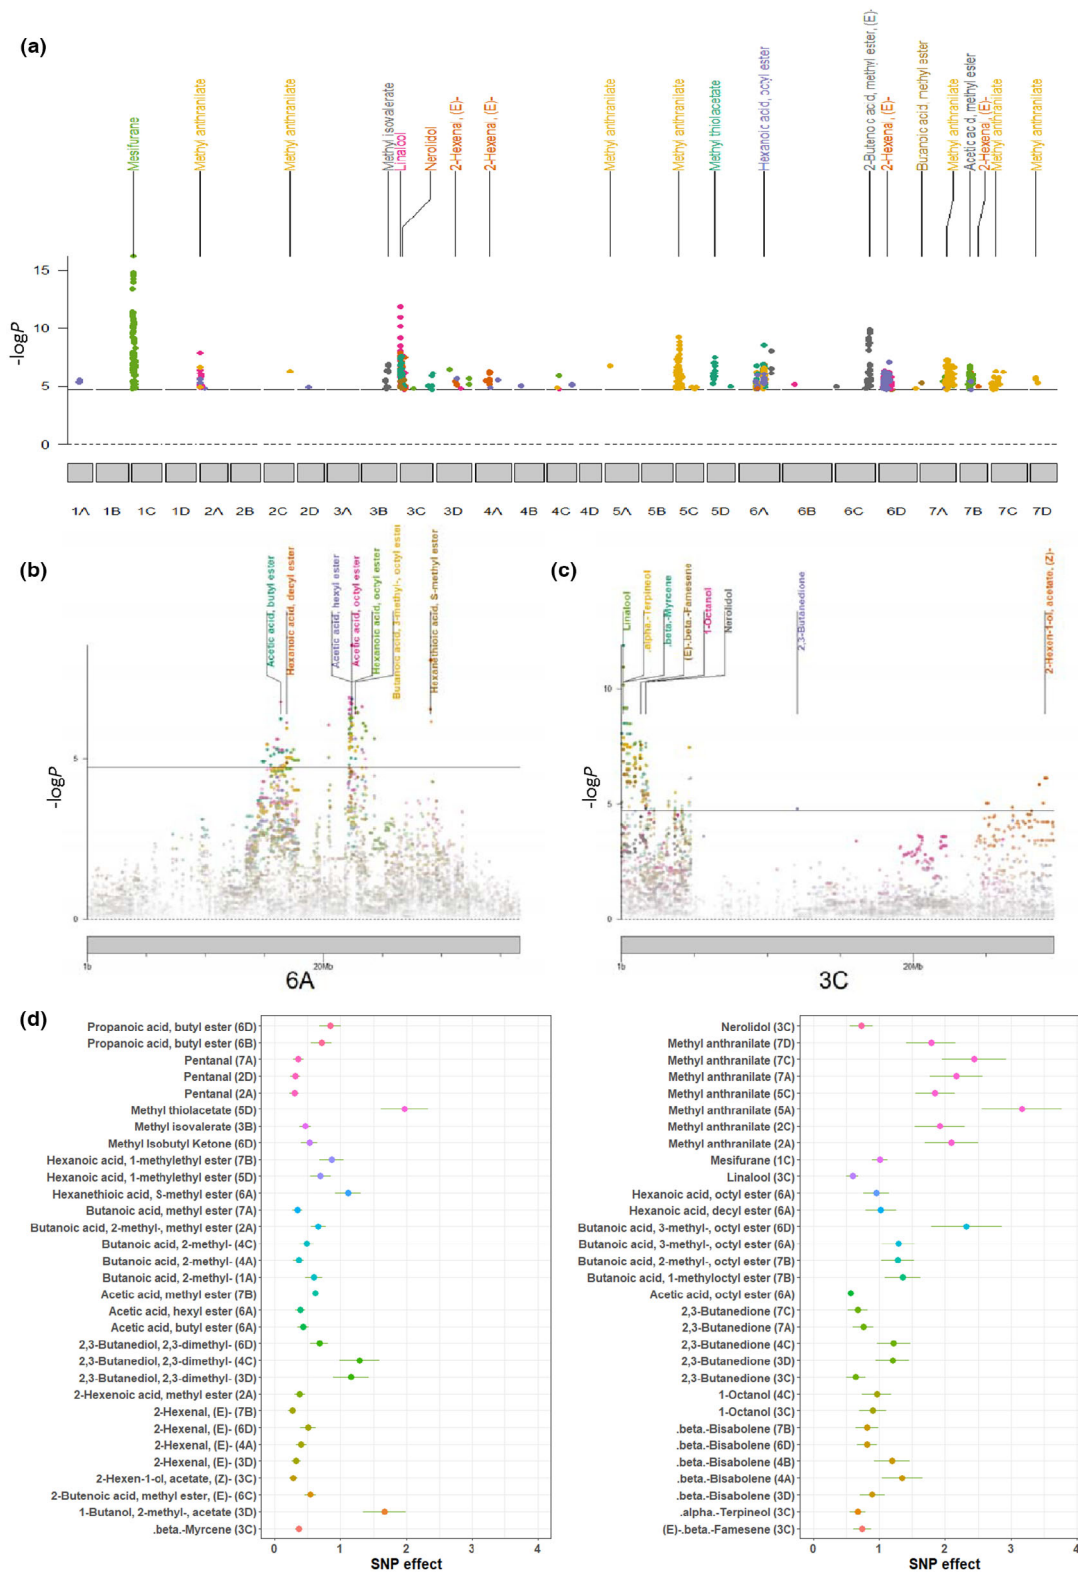 (a)
Mesifurane
Methyl anthranilate
Methyl anthranilate
Methyl isovalerate
Linalool
Nerolidol
2-Hexenal, (E)-
2-Hexenal, (E)-
Methyl anthranilate
Methyl anthranilate
Methyl thiolacetate
Hexanoic acid, octyl ester
2-Butenoic acid, methyl ester, (E)-
2-Hexenal, (E)-
Butanoic acid, methyl ester
Methyl anthranilate
Acetic acid, methyl ester
2-Hexena, (E)-
Methyl anthranilate
Methyl anthranilate
-logP
15
10
5
0
1A 1B 1C 1D 2A 2B 2C 2D 3A 3B 3C 3D 4A 4B 4C 4D 5A 5B 5C 5D 6A 6B 6C 6D 7A 7B 7C 7D
(b)
Acetic acid, butyl ester
Hexanoic acid, decyl ester
Acetic acid, hexyl ester
Acetic acid, octyl ester
Hexanoic acid, octyl ester
Butanoic acid, 3-methyl-, octyl ester
Hexanethioic acid, S-methyl ester
-logP
5
0
1b
20Mb
6A
(c)
Linalool
.alpha.-Terpineol
.beta.-Myrcene
(E)-.beta.-Famesene
1-Octanol
Nerolidol
2,3-Butanedione
2-Hexen-1-ol, acetate, (Z)-
-logP
10
5
0
1b
20Mb
3C
(d)
Propanoic acid, butyl ester (6D)
Propanoic acid, butyl ester (6B)
Pentanal (7A)
Pentanal (2D)
Pentanal (2A)
Methyl thiolacetate (5D)
Methyl isovalerate (3B)
Methyl Isobutyl Ketone (6D)
Hexanoic acid, 1-methylethyl ester (7B)
Hexanoic acid, 1-methylethyl ester (5D)
Hexanethioic acid, S-methyl ester (6A)
Butanoic acid, methyl ester (7A)
Butanoic acid, 2-methyl-, methyl ester (2A)
Butanoic acid, 2-methyl- (4C)
Butanoic acid, 2-methyl- (4A)
Butanoic acid, 2-methyl- (1A)
Acetic acid, methyl ester (7B)
Acetic acid, hexyl ester (6A)
Acetic acid, butyl ester (6A)
2,3-Butanediol, 2,3-dimethyl- (6D)
2,3-Butanediol, 2,3-dimethyl- (4C)
2,3-Butanediol, 2,3-dimethyl- (3D)
2-Hexenoic acid, methyl ester (2A)
2-Hexenal, (E)- (7B)
2-Hexenal, (E)- (6D)
2-Hexenal, (E)- (4A)
2-Hexenal, (E)- (3D)
2-Hexen-1-ol, acetate, (Z)- (3C)
2-Butenoic acid, methyl ester, (E)- (6C)
1-Butanol, 2-methyl-, acetate (3D)
.beta.-Myrcene (3C)
0 1 2 3 4
SNP effect
Nerolidol (3C)
Methyl anthranilate (7D)
Methyl anthranilate (7C)
Methyl anthranilate (7A)
Methyl anthranilate (5C)
Methyl anthranilate (5A)
Methyl anthranilate (2C)
Methyl anthranilate (2A)
Mesifurane (1C)
Linalool (3C)
Hexanoic acid, octyl ester (6A)
Hexanoic acid, decyl ester (6A)
Butanoic acid, 3-methyl-, octyl ester (6D)
Butanoic acid, 3-methyl-, octyl ester (6A)
Butanoic acid, 2-methyl-, octyl ester (7B)
Butanoic acid, 1-methyloctyl ester (7B)
Acetic acid, octyl ester (6A)
2,3-Butanedione (7C)
2,3-Butanedione (7A)
2,3-Butanedione (4C)
2,3-Butanedione (3D)
2,3-Butanedione (3C)
1-Octanol (4C)
1-Octanol (3C)
.beta.-Bisabolene (7B)
.beta.-Bisabolene (6D)
.beta.-Bisabolene (4B)
.beta.-Bisabolene (4A)
.beta.-Bisabolene (3D)
.alpha.-Terpineol (3C)
(E)-.beta.-Famesene (3C)
0 1 2 3 4
SNP effect